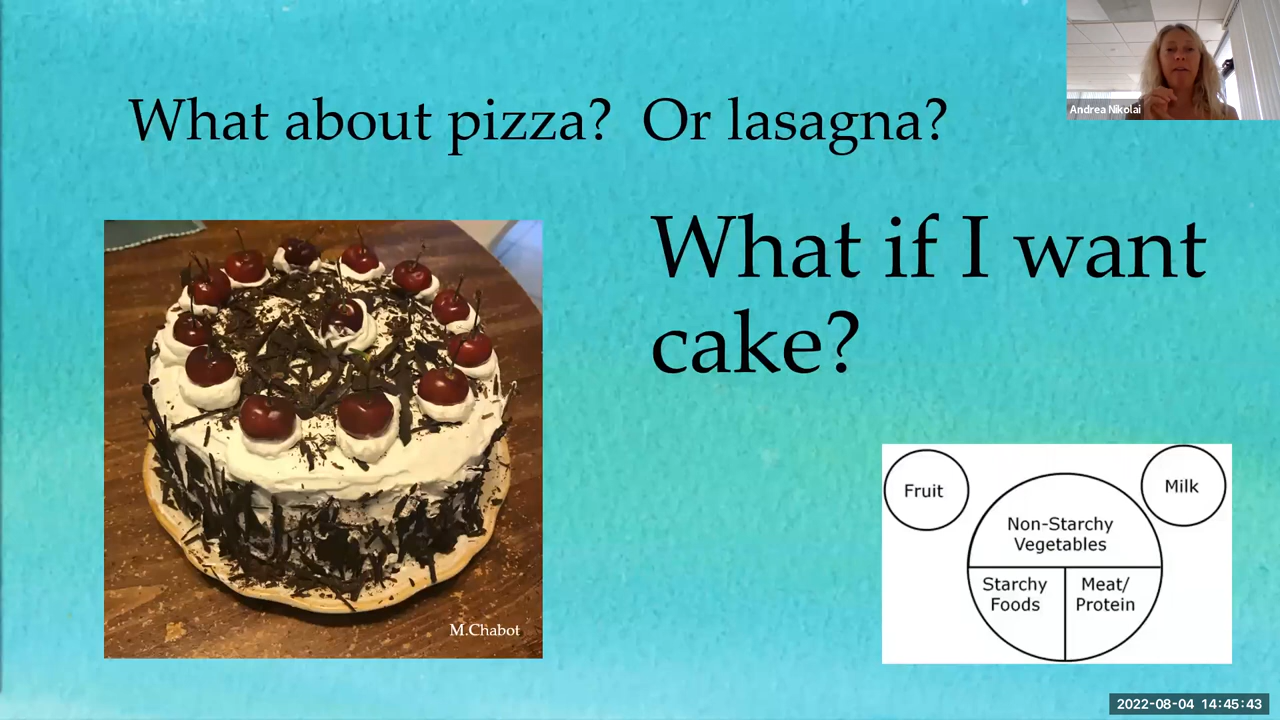 What about pizza?  Or lasagna?
Andrea Nikolai
What if I want
cake?
M.Chabot
Fruit
Milk
Non-Starchy
Vegetables
Starchy
Foods
Meat/
Protein
2022-08-04 14:45:43